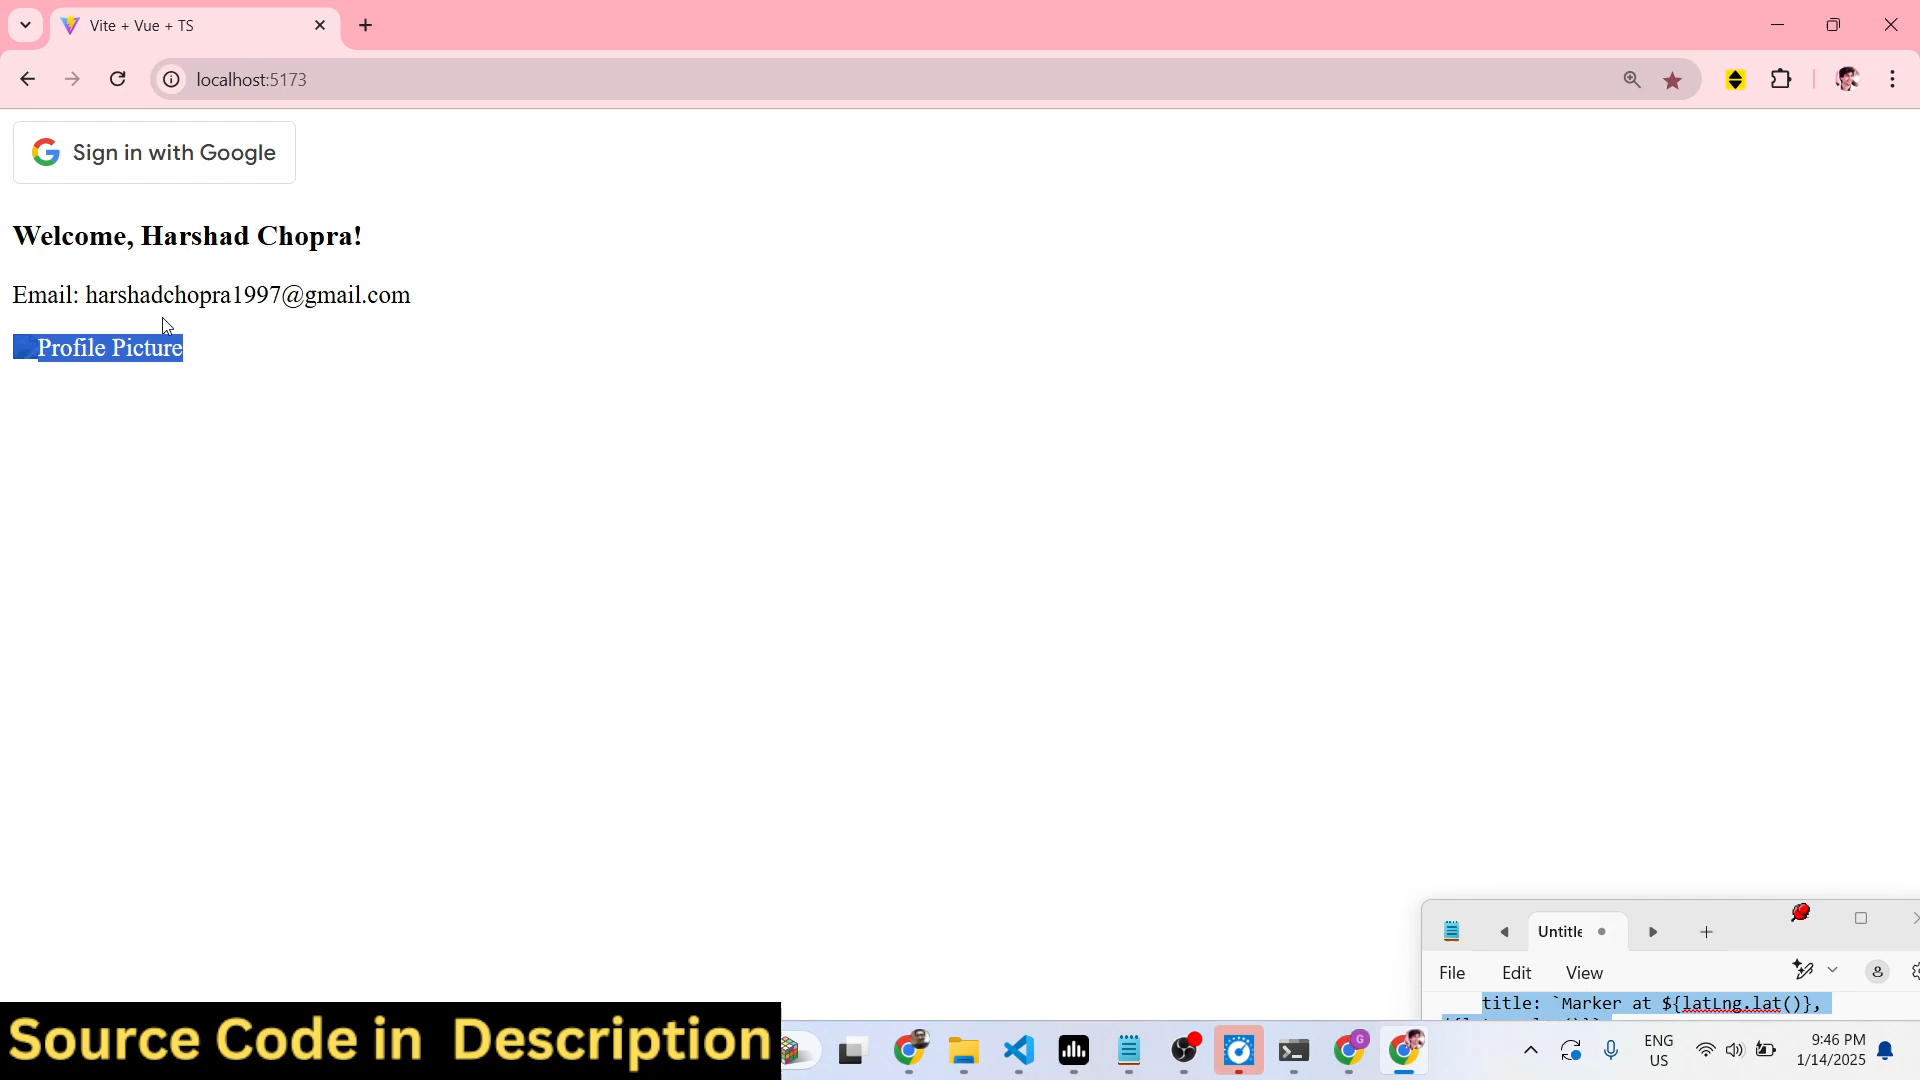 Vite + Vue + TS
localhost:5173
Sign in with Google
Welcome, Harshad Chopra!
Email: harshadchopra1997@gmail.com
Profile Picture
Untitle
File Edit View
title: `Marker at ${latLng.lat()},
Source Code in Description
G
ENG
US
9:46 PM
1/14/2025